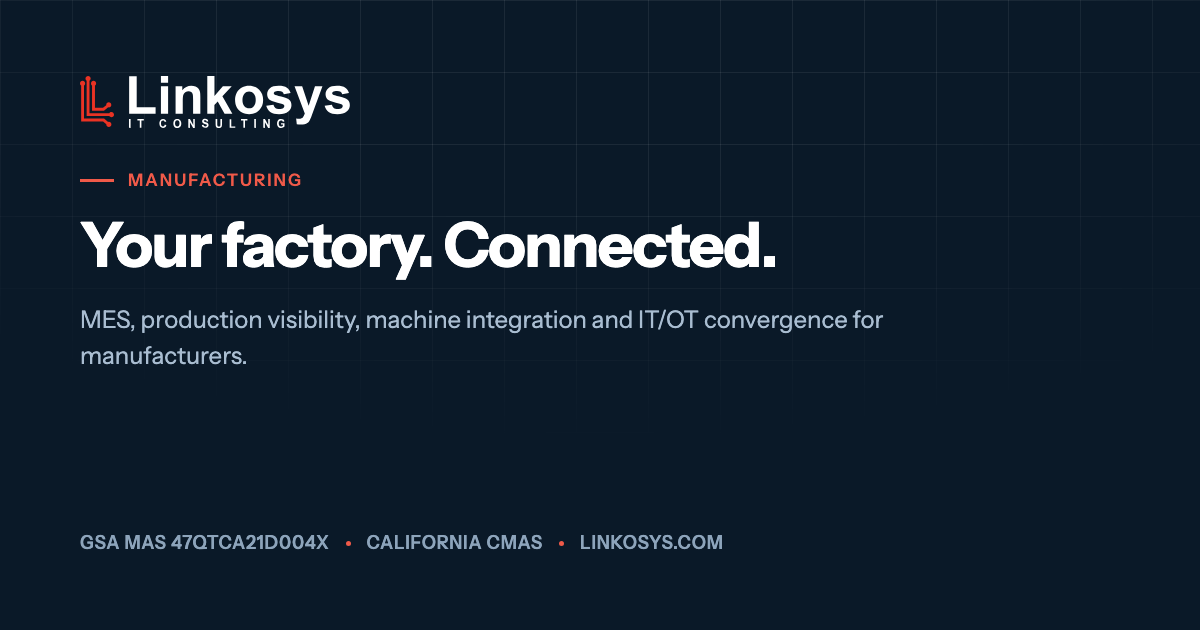 Linkosys
IT CONSULTING
MANUFACTURING
Your factory. Connected.
MES, production visibility, machine integration and IT/OT convergence for
manufacturers.
GSA MAS 47QTCA21D004X • CALIFORNIA CMAS • LINKOSYS.COM